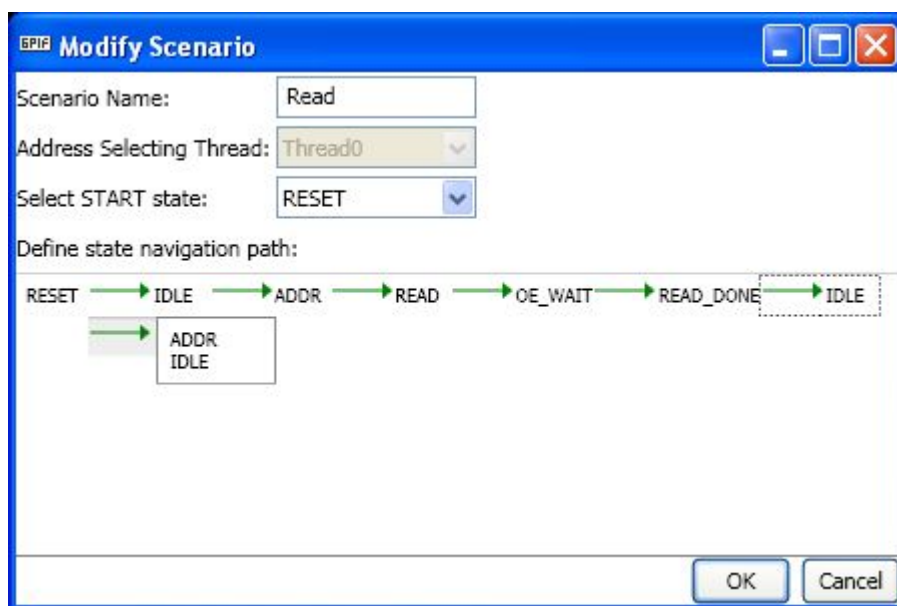 GPIF Modify Scenario
Scenario Name: Read
Address Selecting Thread: Thread0
Select START state: RESET
Define state navigation path:
RESET IDLE ADDR READ OE_WAIT READ_DONE IDLE
ADDR
IDLE
OK Cancel